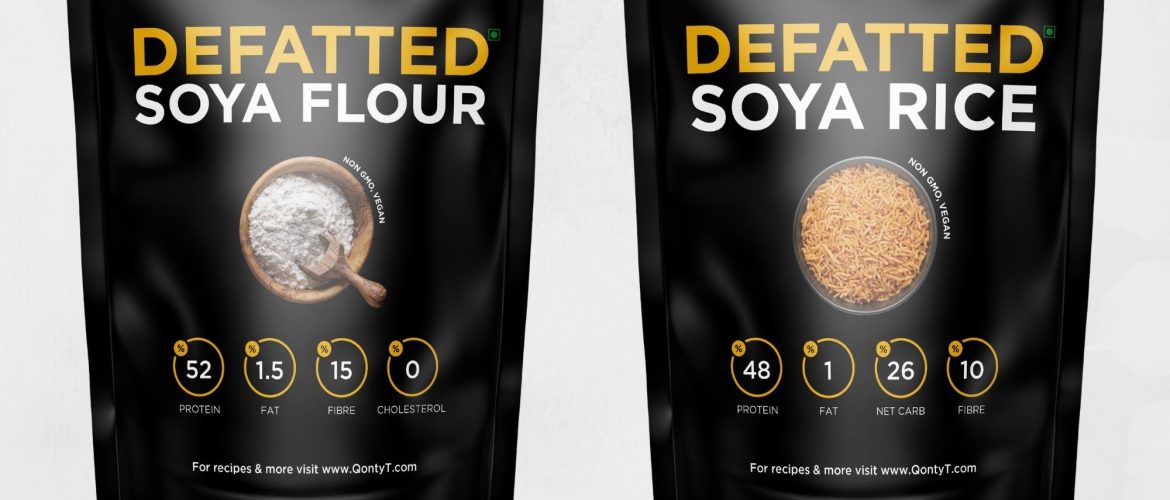 DEFATTED
SOYA FLOUR
NON GMO, VEGAN
% 52
PROTEIN
% 1.5
FAT
% 15
FIBRE
% 0
CHOLESTEROL
For recipes & more visit www.QontyT.com
DEFATTED
SOYA RICE
NON GMO, VEGAN
% 48
PROTEIN
% 1
FAT
% 26
NET CARB
% 10
FIBRE
For recipes & more visit www.QontyT.com